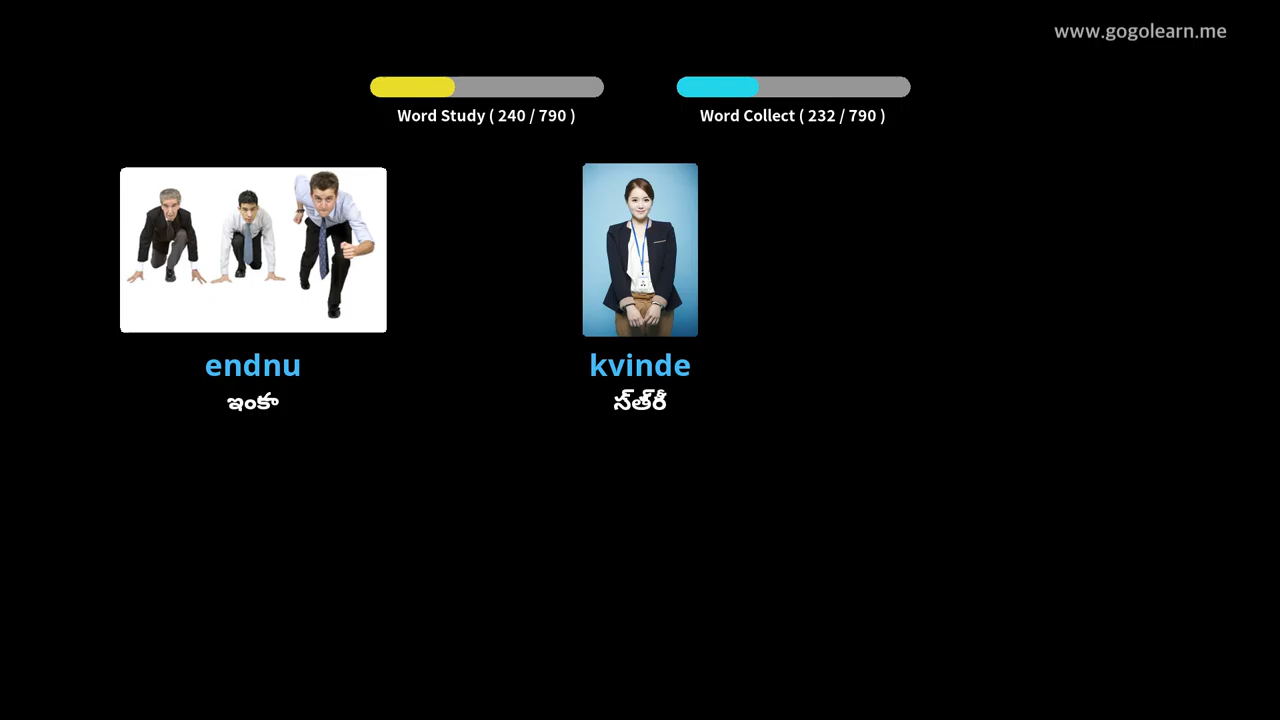 www.gogolearn.me
Word Study ( 240 / 790 )
Word Collect ( 232 / 790 )
endnu
ఇంకా
kvinde
స్త్రీ